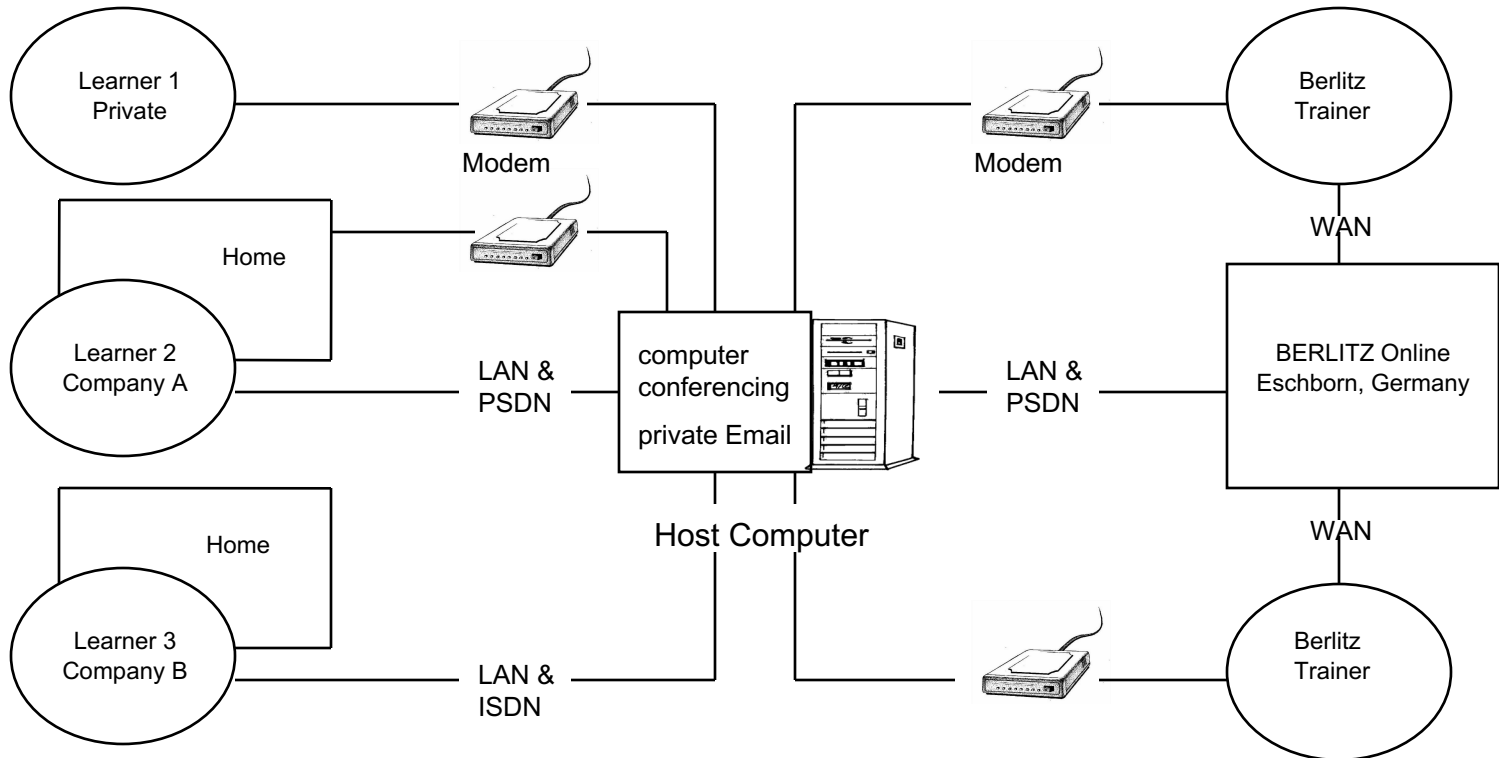 Learner 1
Private
Modem
Modem
Berlitz
Trainer
WAN
Home
Learner 2
Company A
LAN &
PSDN
computer
conferencing
private Email
LAN &
PSDN
BERLITZ Online
Eschborn, Germany
Host Computer
WAN
Home
Learner 3
Company B
LAN &
ISDN
Berlitz
Trainer